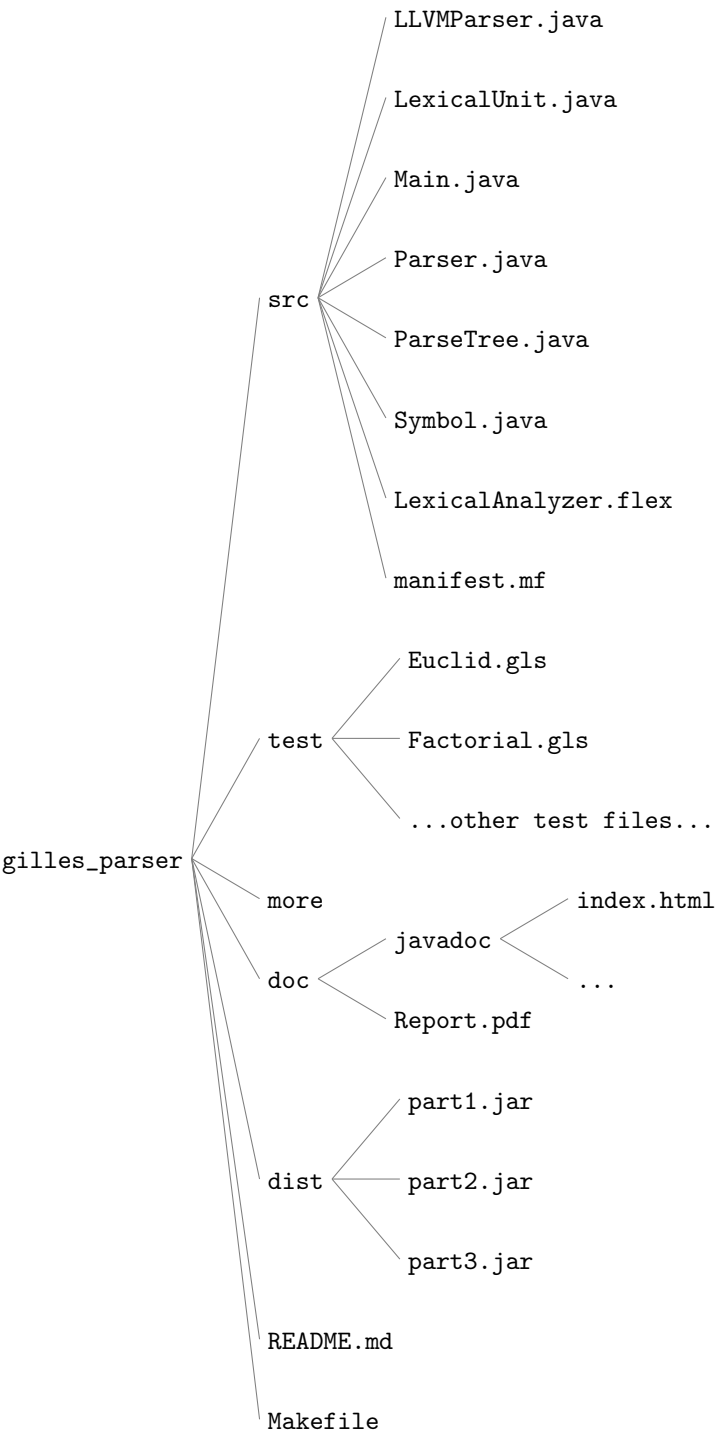 LLVMParser.java
LexicalUnit.java
Main.java
Parser.java
src
ParseTree.java
Symbol.java
LexicalAnalyzer.flex
manifest.mf
Euclid.gls
test
Factorial.gls
...other test files...
gilles_parser
more
index.html
javadoc
doc
...
Report.pdf
part1.jar
dist
part2.jar
part3.jar
README.md
Makefile